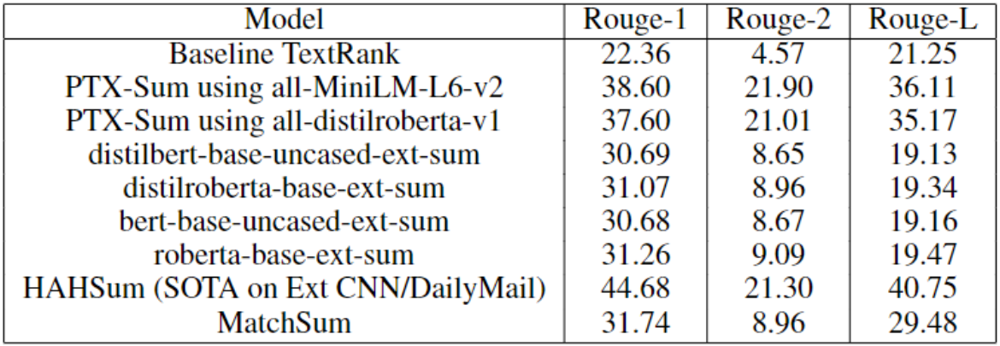 Model Rouge-1 Rouge-2 Rouge-L
Baseline TextRank 22.36 4.57 21.25
PTX-Sum using all-MiniLM-L6-v2 38.60 21.90 36.11
PTX-Sum using all-distilroberta-v1 37.60 21.01 35.17
distilbert-base-uncased-ext-sum 30.69 8.65 19.13
distilroberta-base-ext-sum 31.07 8.96 19.34
bert-base-uncased-ext-sum 30.68 8.67 19.16
roberta-base-ext-sum 31.26 9.09 19.47
HAHSum (SOTA on Ext CNN/DailyMail) 44.68 21.30 40.75
MatchSum 31.74 8.96 29.48